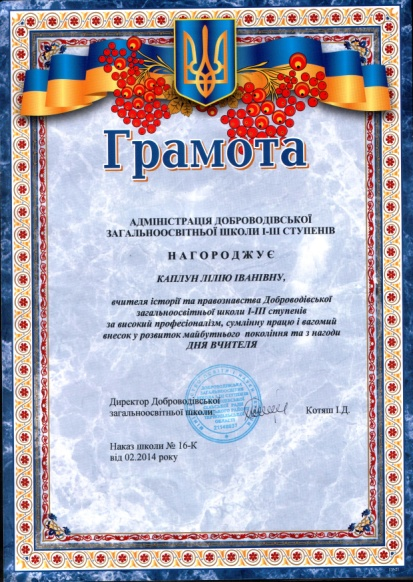 Грамота
АДМІНІСТРАЦІЯ ДОБРОВОДІВСЬКОЇ
ЗАГАЛЬНООСВІТНЬОЇ ШКОЛИ І-ІІІ СТУПЕНІВ
НАГОРОДЖУЄ
КАПЛУН ЛІЛІЮ ІВАНІВНУ,
вчителя історії та правознавства Доброводівської
загальноосвітньої школи І-ІІІ ступенів
за високий професіоналізм, сумлінну працю і вагомий
внесок у розвиток майбутнього покоління та з нагоди
ДНЯ ВЧИТЕЛЯ
Директор Доброводівської
загальноосвітньої школи
Котяш І.Д.
Наказ школи № 16-К
від 02.2014 року